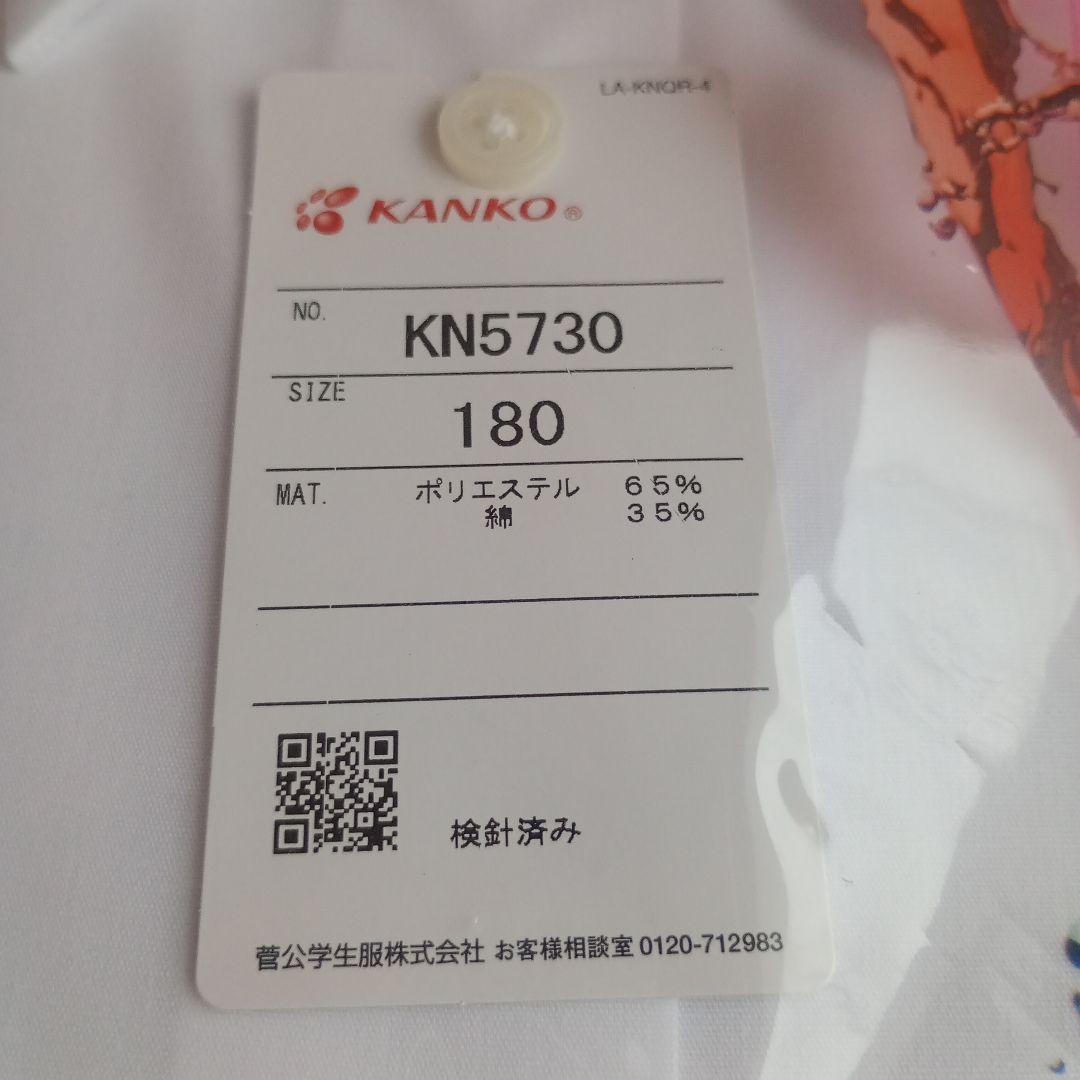 LA-KNQR-4
KANKO®
NO. KN5730
SIZE 180
MAT. ポリエステル 65%
綿 35%
検針済み
菅公学生服株式会社 お客様相談室 0120-712983